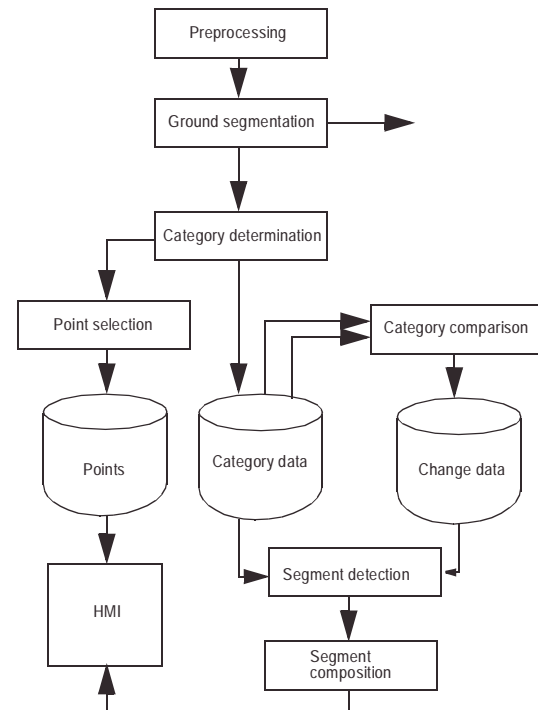 Preprocessing
Ground segmentation
Category determination
Point selection
Category comparison
Points
Category data
Change data
HMI
Segment detection
Segment
composition